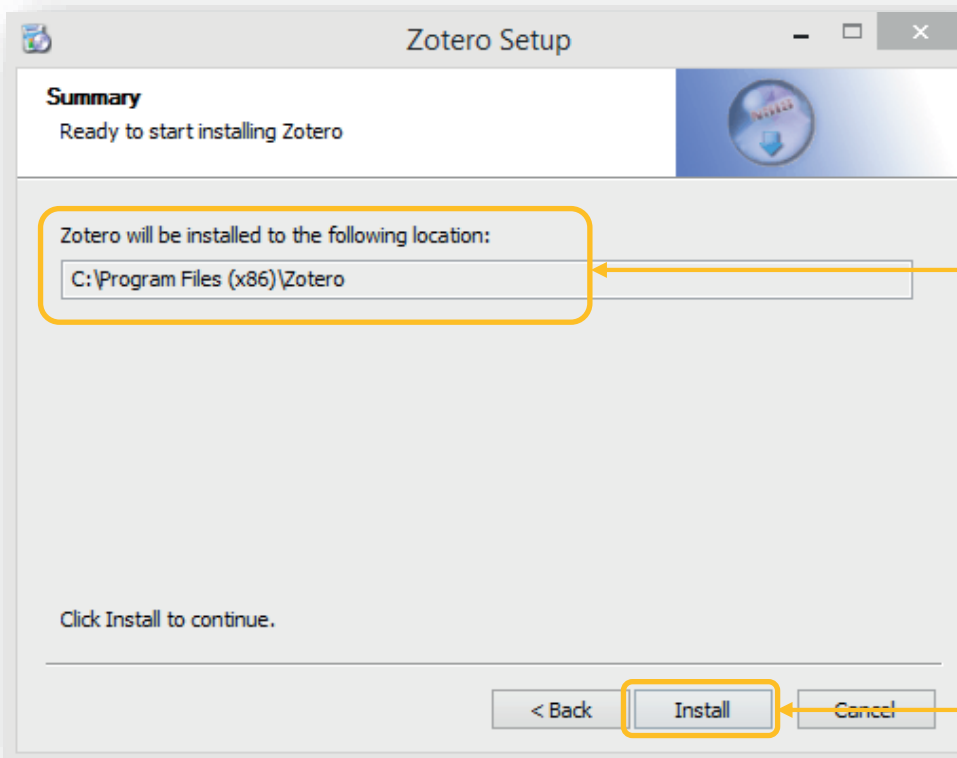 Zotero Setup
Summary
Ready to start installing Zotero
Zotero will be installed to the following location:
C:\Program Files (x86)\Zotero
Click Install to continue.
< Back Install Cancel